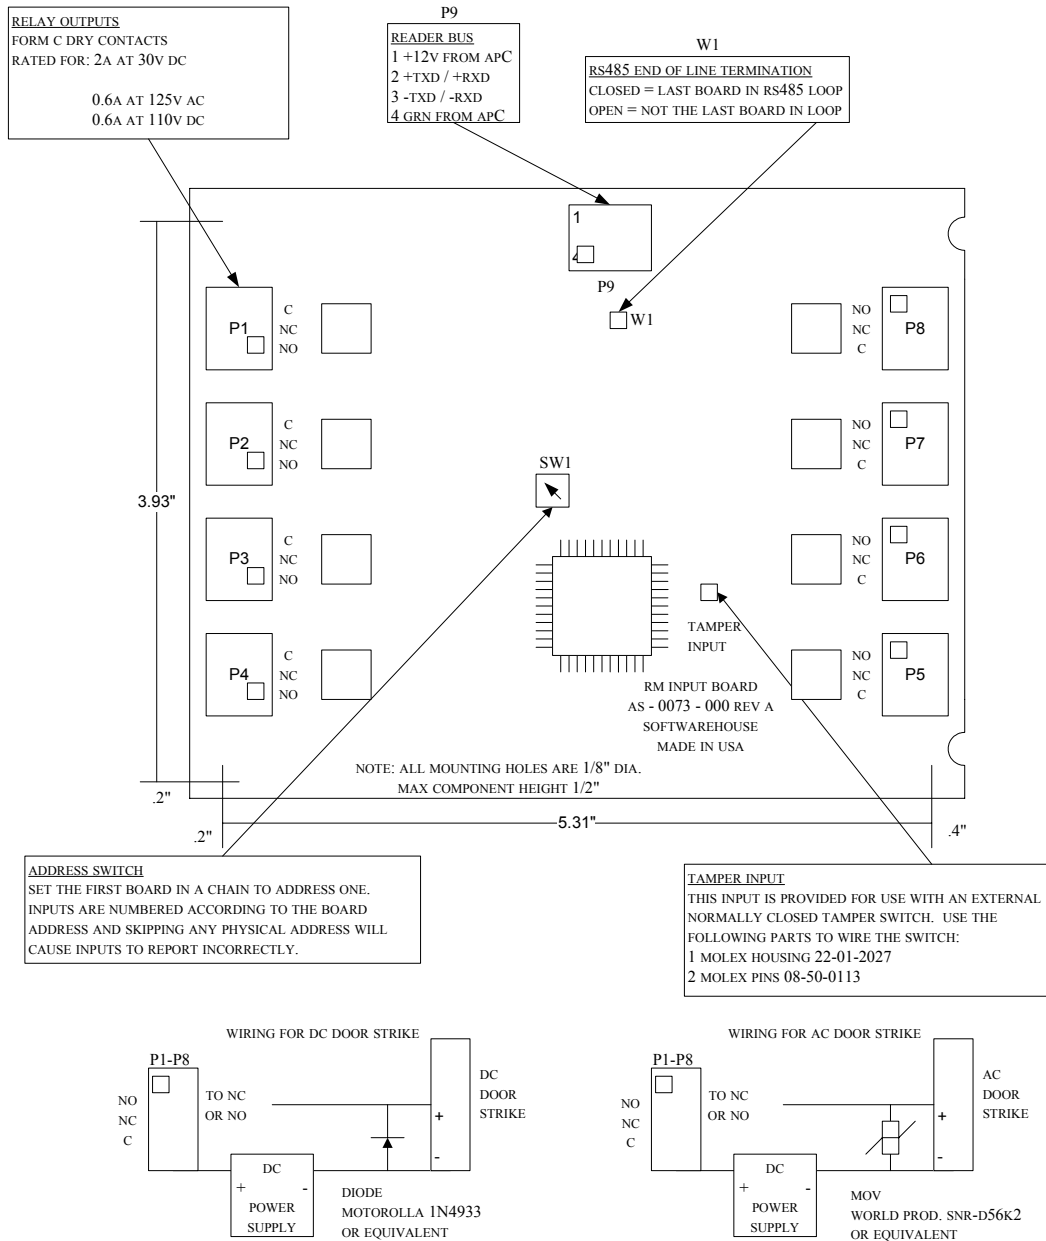 RELAY OUTPUTS
FORM C DRY CONTACTS
RATED FOR: 2A AT 30V DC
0.6A AT 125V AC
0.6A AT 110V DC
P9
READER BUS
1 +12V FROM APC
2 +TXD / +RXD
3 -TXD / -RXD
4 GRN FROM APC
W1
RS485 END OF LINE TERMINATION
CLOSED = LAST BOARD IN RS485 LOOP
OPEN = NOT THE LAST BOARD IN LOOP
1
4
P9
W1
P1
C
NC
NO
NO
NC
C
P8
P2
C
NC
NO
NO
NC
C
P7
SW1
3.93"
P3
C
NC
NO
NO
NC
C
P6
TAMPER
INPUT
P4
C
NC
NO
NO
NC
C
P5
RM INPUT BOARD
AS - 0073 - 000 REV A
SOFTWAREHOUSE
MADE IN USA
NOTE: ALL MOUNTING HOLES ARE 1/8" DIA.
MAX COMPONENT HEIGHT 1/2"
.2"
.2"
5.31"
.4"
ADDRESS SWITCH
SET THE FIRST BOARD IN A CHAIN TO ADDRESS ONE.
INPUTS ARE NUMBERED ACCORDING TO THE BOARD
ADDRESS AND SKIPPING ANY PHYSICAL ADDRESS WILL
CAUSE INPUTS TO REPORT INCORRECTLY.
TAMPER INPUT
THIS INPUT IS PROVIDED FOR USE WITH AN EXTERNAL
NORMALLY CLOSED TAMPER SWITCH. USE THE
FOLLOWING PARTS TO WIRE THE SWITCH:
1 MOLEX HOUSING 22-01-2027
2 MOLEX PINS 08-50-0113
WIRING FOR DC DOOR STRIKE
P1-P8
NO
NC
C
TO NC
OR NO
+
-
DC
DOOR
STRIKE
DC
+ -
POWER
SUPPLY
DIODE
MOTOROLLA 1N4933
OR EQUIVALENT
WIRING FOR AC DOOR STRIKE
P1-P8
NO
NC
C
TO NC
OR NO
+
-
AC
DOOR
STRIKE
DC
+ -
POWER
SUPPLY
MOV
WORLD PROD. SNR-D56K2
OR EQUIVALENT